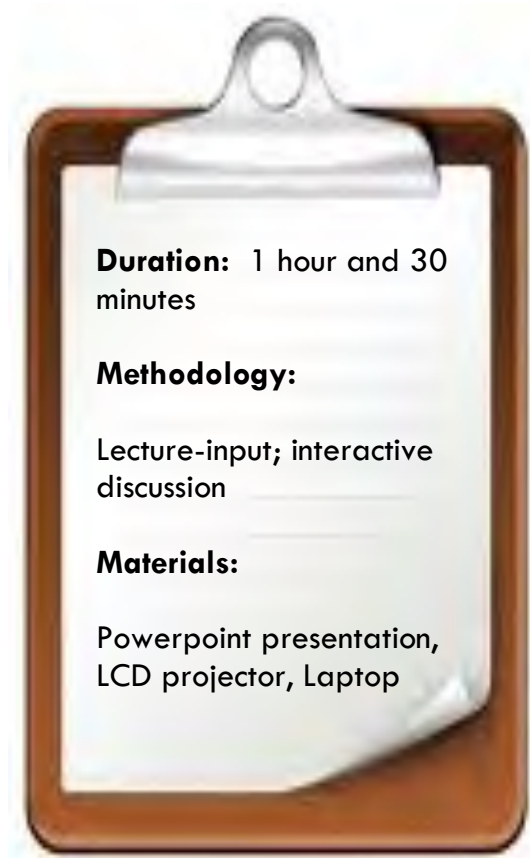 Duration: 1 hour and 30
minutes
Methodology:
Lecture-input; interactive
discussion
Materials:
Powerpoint presentation,
LCD projector, Laptop